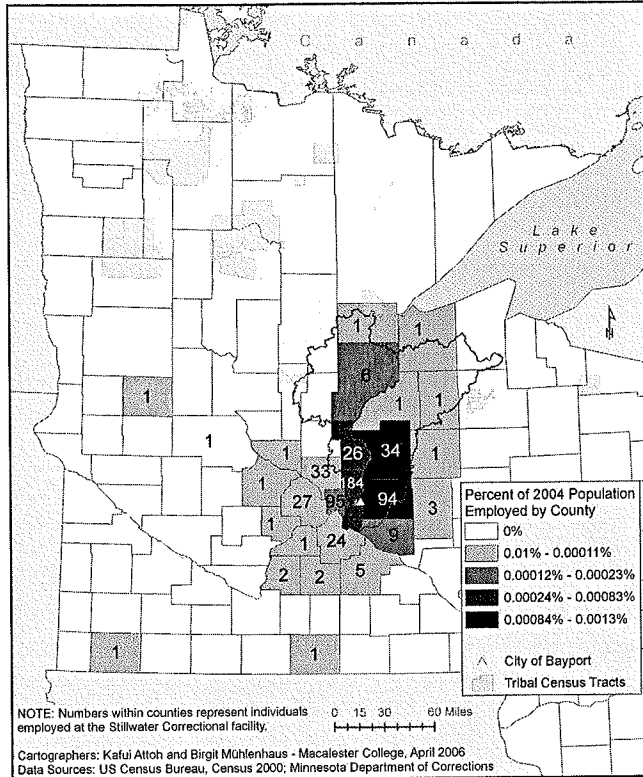 C a n a d a
L a k e
S u p e r i o r
N
1
1
6
1
1
1
1
1
26
34
1
33
1
184
27
95
94
3
1
1
24
9
2
2
5
1
1
Percent of 2004 Population
Employed by County
0%
0.01% - 0.00011%
0.00012% - 0.00023%
0.00024% - 0.00083%
0.00084% - 0.0013%
City of Bayport
Tribal Census Tracts
NOTE: Numbers within counties represent individuals
employed at the Stillwater Correctional facility.
0 15 30 60 Miles
Cartographers: Kafui Attoh and Birgit Mühlenhaus - Macalester College, April 2006
Data Sources: US Census Bureau, Census 2000; Minnesota Department of Corrections